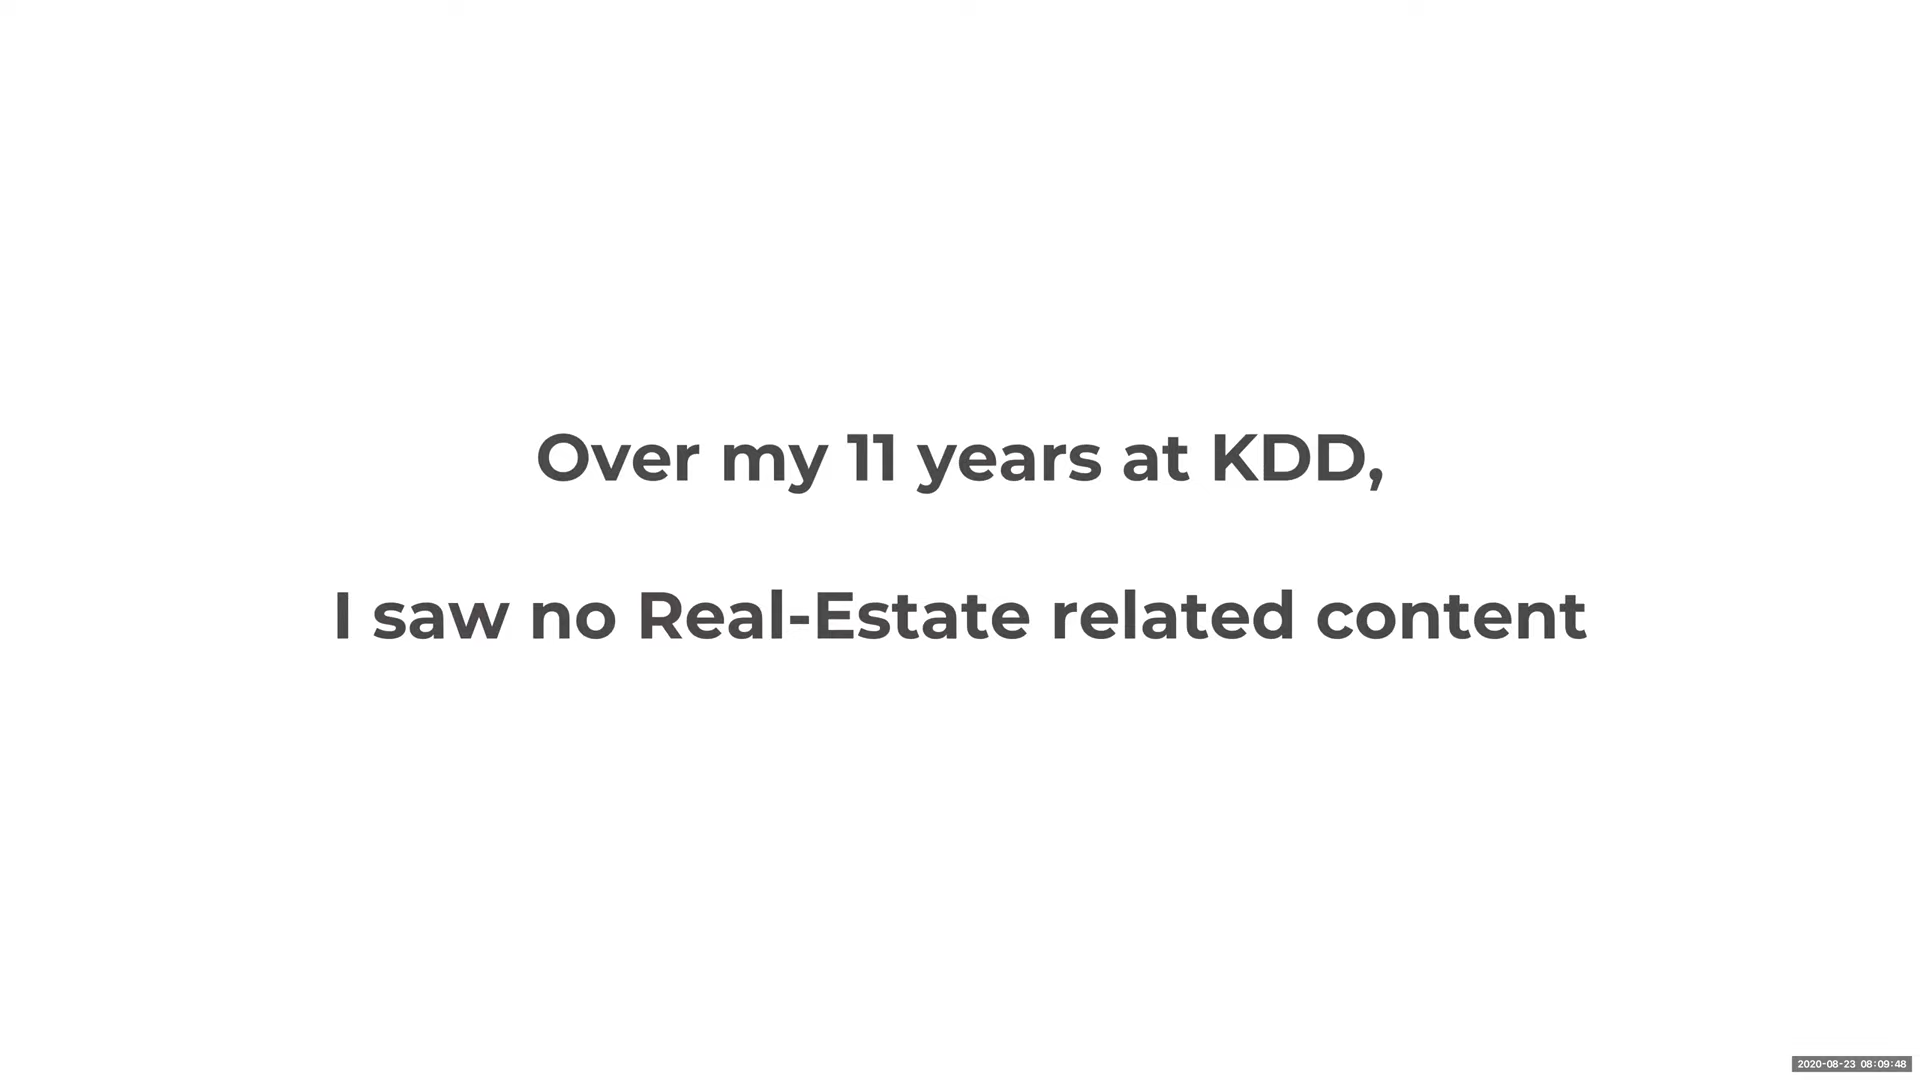 Over my 11 years at KDD,
I saw no Real-Estate related content
2020-08-23 08:09:48